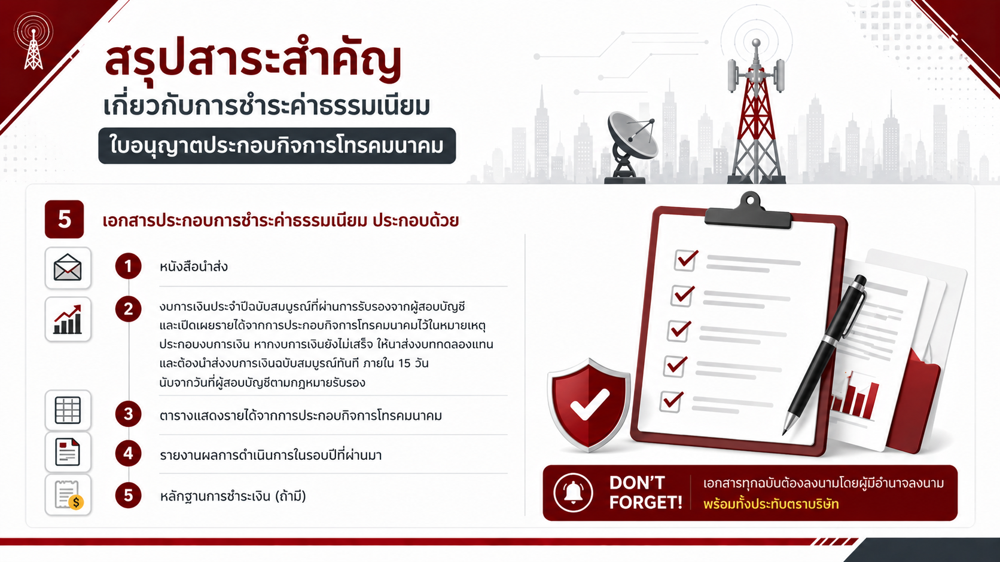 สรุปสาระสำคัญ
เกี่ยวกับการชำระค่าธรรมเนียม
ใบอนุญาตประกอบกิจการโทรคมนาคม
5 เอกสารประกอบการชำระค่าธรรมเนียม ประกอบด้วย
1 หนังสือนำส่ง
2 งบการเงินประจำปีฉบับสมบูรณ์ที่ผ่านการรับรองจากผู้สอบบัญชี
และเปิดเผยรายได้จากการประกอบกิจการโทรคมนาคมไว้ในหมายเหตุ
ประกอบงบการเงิน หากงบการเงินยังไม่เสร็จ ให้นาส่งงบทกดลองแทน
และต้องนำส่งงบการเงินฉบับสมบูรณ์ทันที ภายใน 15 วัน
นับจากวันที่ผู้สอบบัญชีตามกฎหมายรับรอง
3 ตารางแสดงรายได้จากการประกอบกิจการโทรคมนาคม
4 รายงานผลการดำเนินการในรอบปีที่ผ่านมา
5 หลักฐานการชำระเงิน (ถ้ามี)
$
DON'T
FORGET!
เอกสารทุกฉบันต้องลงนามโดยผู้มีอำนาจลงนาม
พร้อมทั้งประทับตราบริษัท